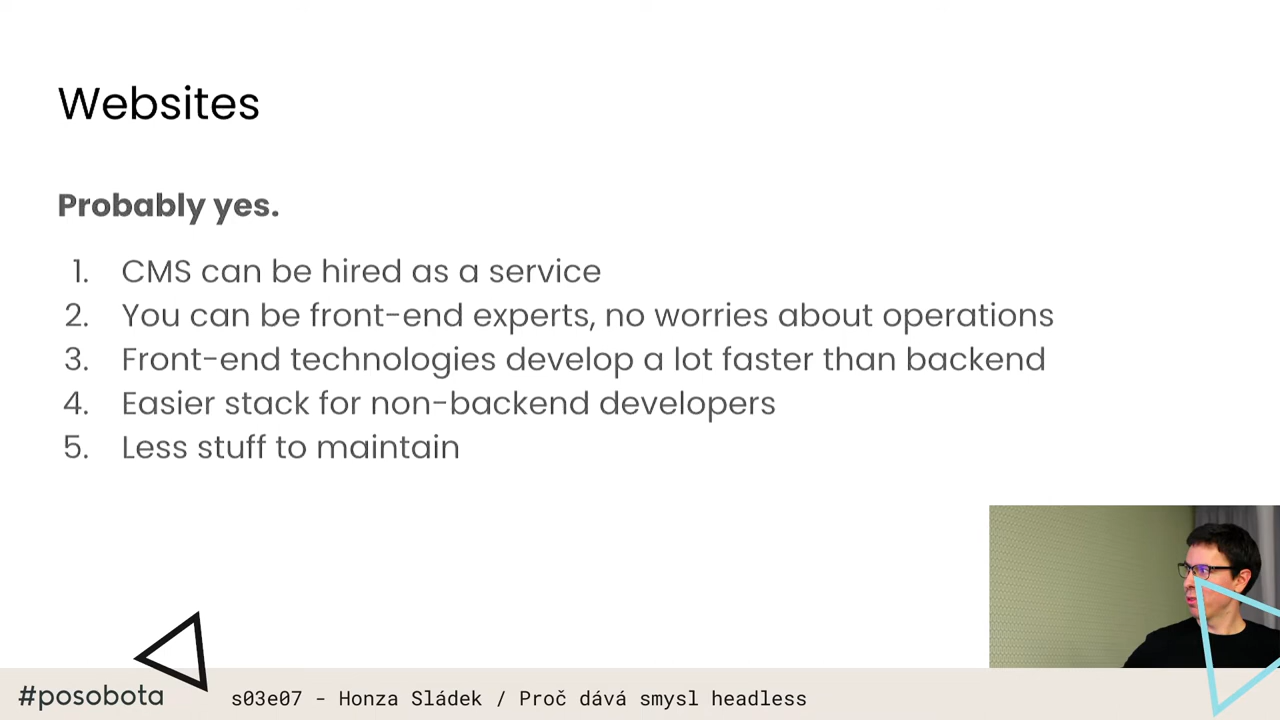 Websites
Probably yes.
1. CMS can be hired as a service
2. You can be front-end experts, no worries about operations
3. Front-end technologies develop a lot faster than backend
4. Easier stack for non-backend developers
5. Less stuff to maintain
#posobota
s03e07 - Honza Sládek / Proč dává smysl headless